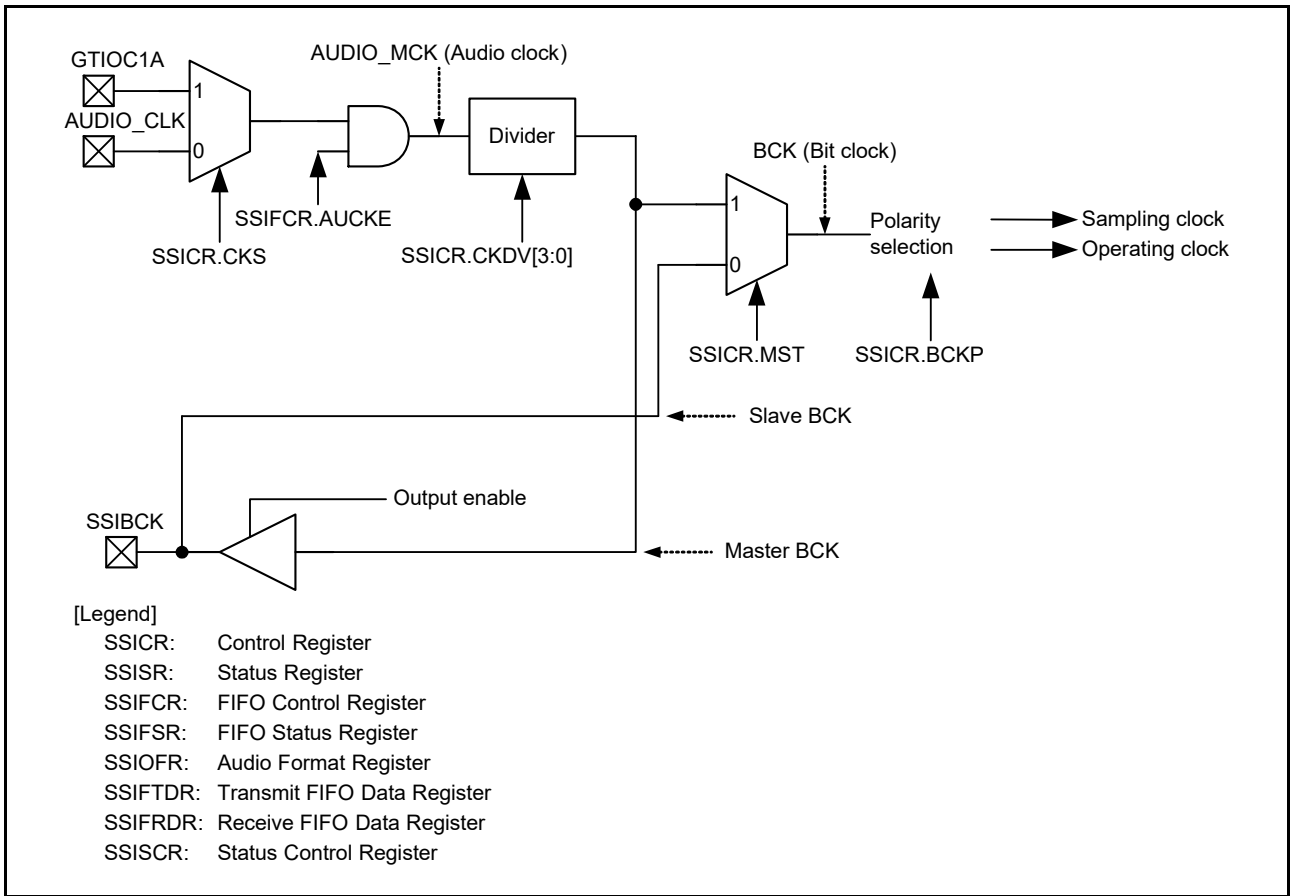 GTIOC1A
AUDIO_MCK (Audio clock)
1
AUDIO_CLK
Divider
0
BCK (Bit clock)
SSIFCR.AUCKE
1
Polarity
selection
Sampling clock
Operating clock
SSICR.CKS
SSICR.CKDV[3:0]
0
SSICR.MST
SSICR.BCKP
Slave BCK
Output enable
SSIBCK
Master BCK
[Legend]
SSICR: Control Register
SSISR: Status Register
SSIFCR: FIFO Control Register
SSIFSR: FIFO Status Register
SSIOFR: Audio Format Register
SSIFTDR: Transmit FIFO Data Register
SSIFRDR: Receive FIFO Data Register
SSISCR: Status Control Register